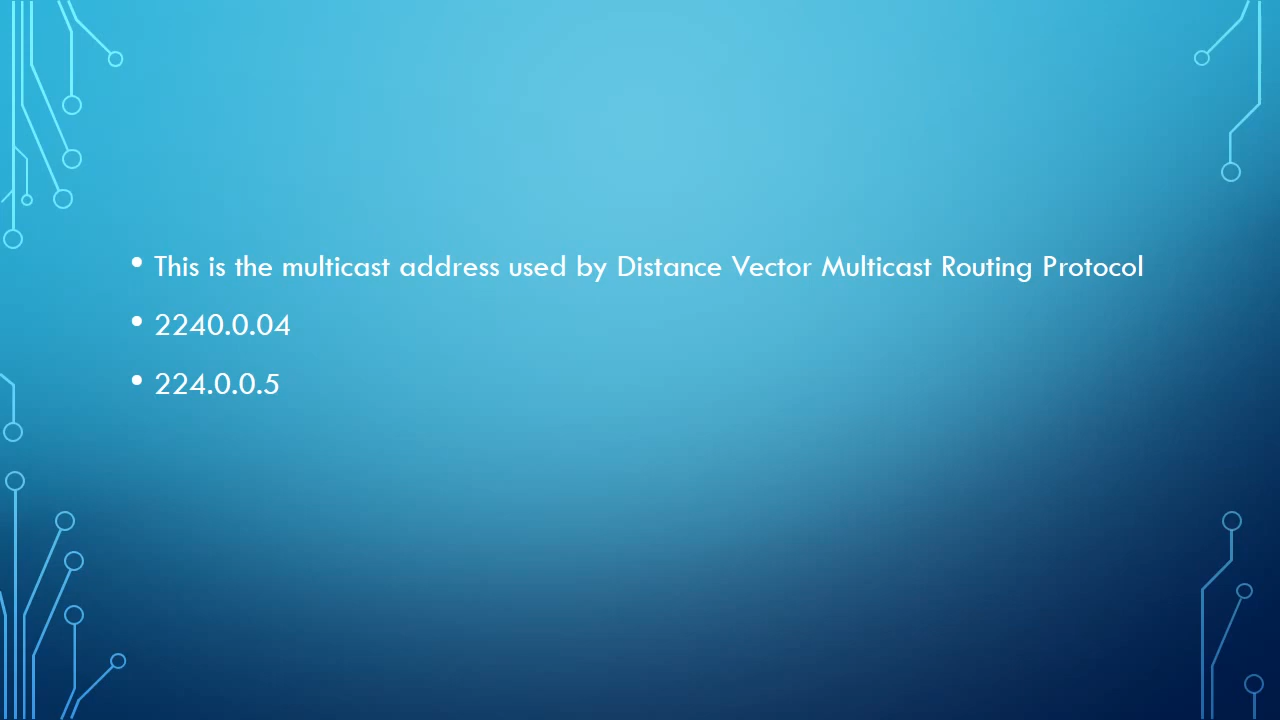 • This is the multicast address used by Distance Vector Multicast Routing Protocol
• 2240.0.04
• 224.0.0.5